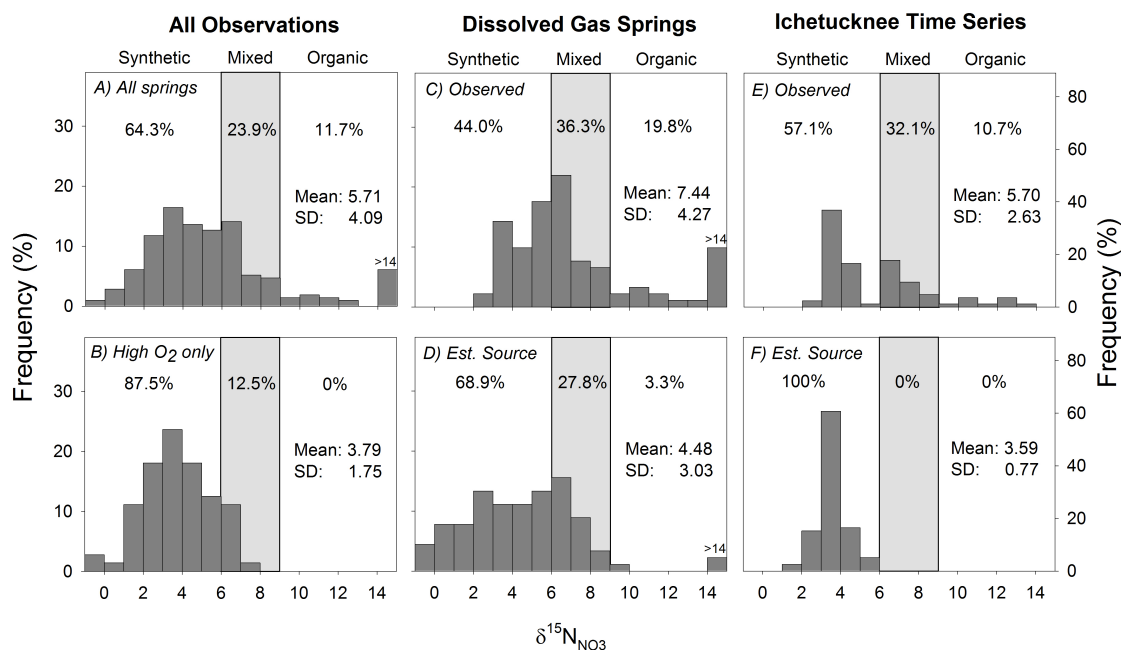 All Observations
Dissolved Gas Springs
Ichetucknee Time Series
Synthetic Mixed Organic
Synthetic Mixed Organic
Synthetic Mixed Organic
A) All springs
64.3% 23.9% 11.7%
Mean: 5.71
SD: 4.09
>14
30
20
10
0
C) Observed
44.0% 36.3% 19.8%
Mean: 7.44
SD: 4.27
>14
E) Observed
57.1% 32.1% 10.7%
Mean: 5.70
SD: 2.63
80
60
40
20
0
Frequency (%)
Frequency (%)
B) High O2 only
87.5% 12.5% 0%
Mean: 3.79
SD: 1.75
30
20
10
0
0 2 4 6 8 10 12 14
D) Est. Source
68.9% 27.8% 3.3%
Mean: 4.48
SD: 3.03
>14
0 2 4 6 8 10 12 14
F) Est. Source
100% 0% 0%
Mean: 3.59
SD: 0.77
80
60
40
20
0
0 2 4 6 8 10 12 14
δ15NNO3